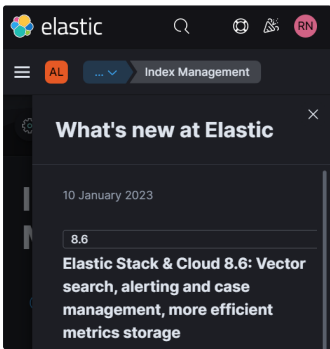 elastic
RN
AL
... Index Management
What's new at Elastic
10 January 2023
8.6
Elastic Stack & Cloud 8.6: Vector
search, alerting and case
management, more efficient
metrics storage